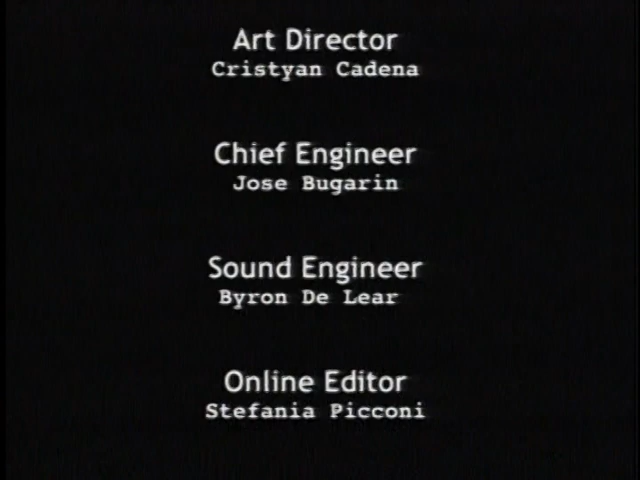 Art Director
Cristyan Cadena
Chief Engineer
Jose Bugarin
Sound Engineer
Byron De Lear
Online Editor
Stefania Picconi